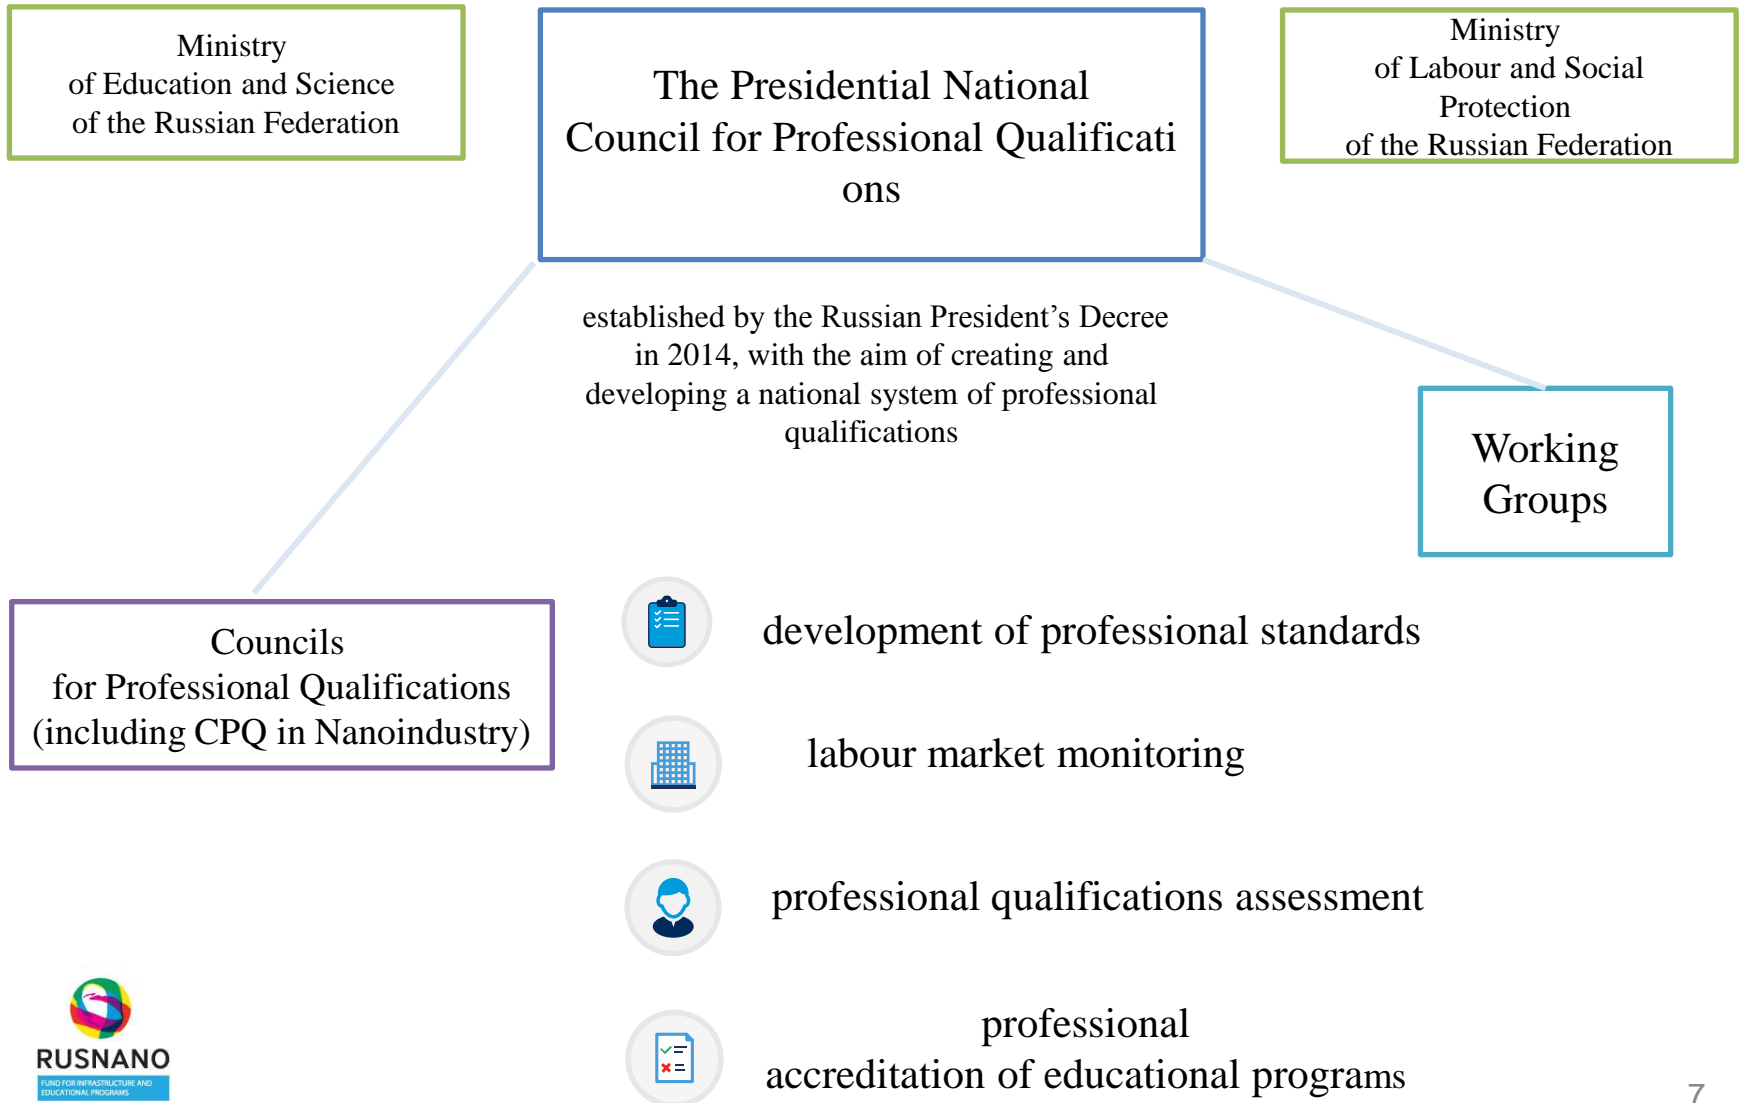 Ministry
of Education and Science
of the Russian Federation
The Presidential National
Council for Professional Qualificati
ons
Ministry
of Labour and Social
Protection
of the Russian Federation
established by the Russian President’s Decree
in 2014, with the aim of creating and
developing a national system of professional
qualifications
Working
Groups
Councils
for Professional Qualifications
(including CPQ in Nanoindustry)
development of professional standards
labour market monitoring
professional qualifications assessment
professional
accreditation of educational programs
RUSNANO
FUND FOR INFRASTRUCTURE AND
EDUCATIONAL PROGRAMS
7